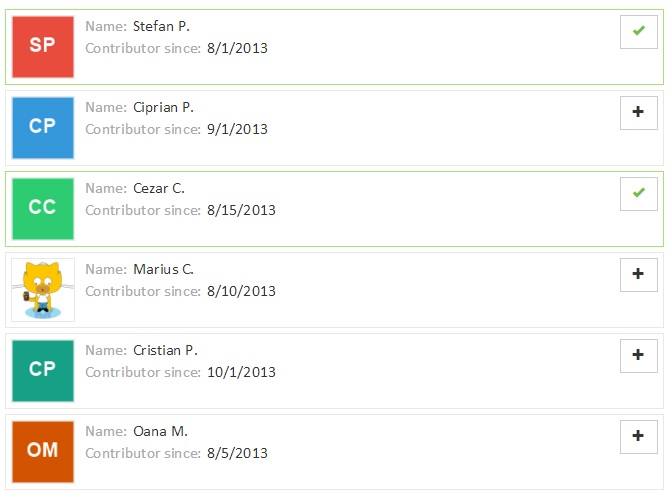 SP
Name: Stefan P.
Contributor since: 8/1/2013
CP
Name: Ciprian P.
Contributor since: 9/1/2013
CC
Name: Cezar C.
Contributor since: 8/15/2013
Name: Marius C.
Contributor since: 8/10/2013
CP
Name: Cristian P.
Contributor since: 10/1/2013
OM
Name: Oana M.
Contributor since: 8/5/2013